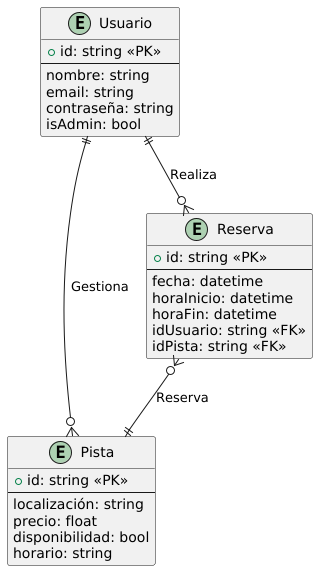 E Usuario
id: string «PK»
nombre: string
email: string
contraseña: string
isAdmin: bool
Realiza
E Reserva
id: string «PK»
fecha: datetime
horaInicio: datetime
horaFin: datetime
idUsuario: string «FK»
idPista: string «FK»
Gestiona
Reserva
E Pista
id: string «PK»
localización: string
precio: float
disponibilidad: bool
horario: string